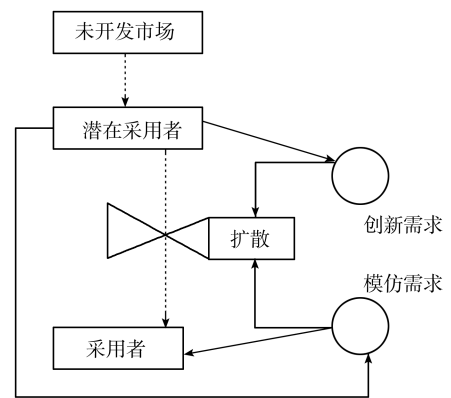 未开发市场
潜在采用者
创新需求
扩散
模仿需求
采用者